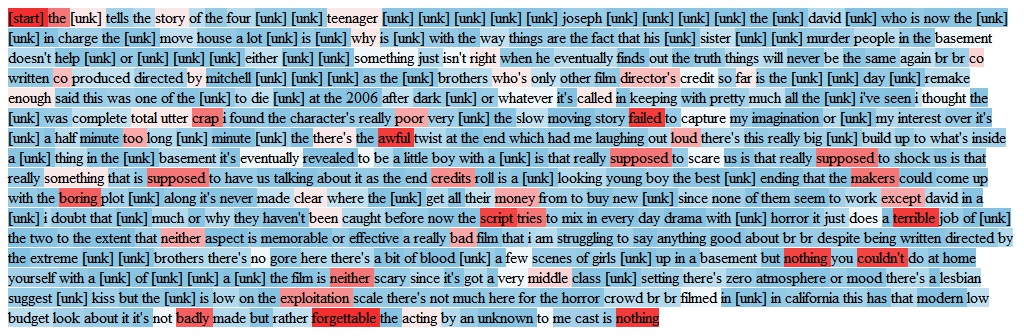 [start] the [unk] tells the story of the four [unk] [unk] teenager [unk] [unk] [unk] [unk] [unk] joseph [unk] [unk] [unk] the [unk] david [unk] who is now the [unk]
[unk] in charge the [unk] move house a lot [unk] is [unk] why is [unk] with the way things are the fact that his [unk] sister [unk] [unk] murder people in the basement
doesn't help [unk] or [unk] [unk] [unk] either [unk] [unk] something just isn't right when he eventually finds out the truth things will never be the same again br br co
written co produced directed by mitchell [unk] [unk] [unk] as the [unk] brothers who's only other film director's credit so far is the [unk] [unk] day [unk] remake
enough said this was one of the [unk] to die [unk] at the 2006 after dark [unk] or whatever it's called in keeping with pretty much all the [unk] i've seen i thought the
[unk] was complete total utter crap i found the character's really poor very [unk] the slow moving story failed to capture my imagination or [unk] my interest over it's
[unk] a half minute too long [unk] minute [unk] the there's the awful twist at the end which had me laughing out loud there's this really big [unk] build up to what's inside
a [unk] thing in the [unk] basement it's eventually revealed to be a little boy with a [unk] is that really supposed to scare us is that really supposed to shock us is that
really something that is supposed to have us talking about it as the end credits roll is a [unk] looking young boy the best [unk] ending that the makers could come up
with the boring plot [unk] along it's never made clear where the [unk] get all their money from to buy new [unk] since none of them seem to work except david in a
[unk] i doubt that [unk] much or why they haven't been caught before now the script tries to mix in every day drama with [unk] horror it just does a terrible job of [unk]
the two to the extent that neither aspect is memorable or effective a really bad film that i am struggling to say anything good about br br despite being written directed by
the extreme [unk] brothers there's no gore here there's a bit of blood [unk] a few scenes of girls [unk] up in a basement but nothing you couldn't do at home
yourself with a [unk] of [unk] [unk] a [unk] the film is neither scary since it's got a very middle class [unk] setting there's zero atmosphere or mood there's a lesbian
suggest [unk] kiss but the [unk] is low on the exploitation scale there's not much here for the horror crowd br br filmed in [unk] in california this has that modern low
budget look about it it's not badly made but rather forgettable the acting by an unknown to me cast is nothing